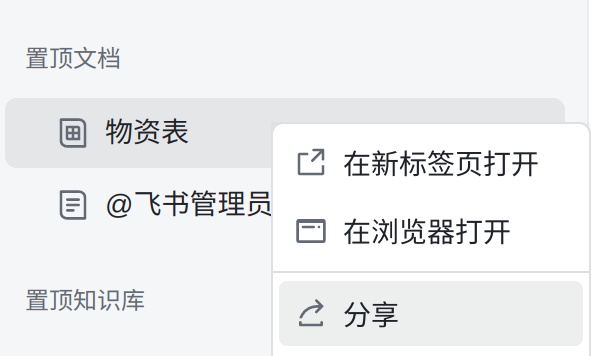 置顶文档
物资表
@飞书管理员
置顶知识库
在新标签页打开
在浏览器打开
分享